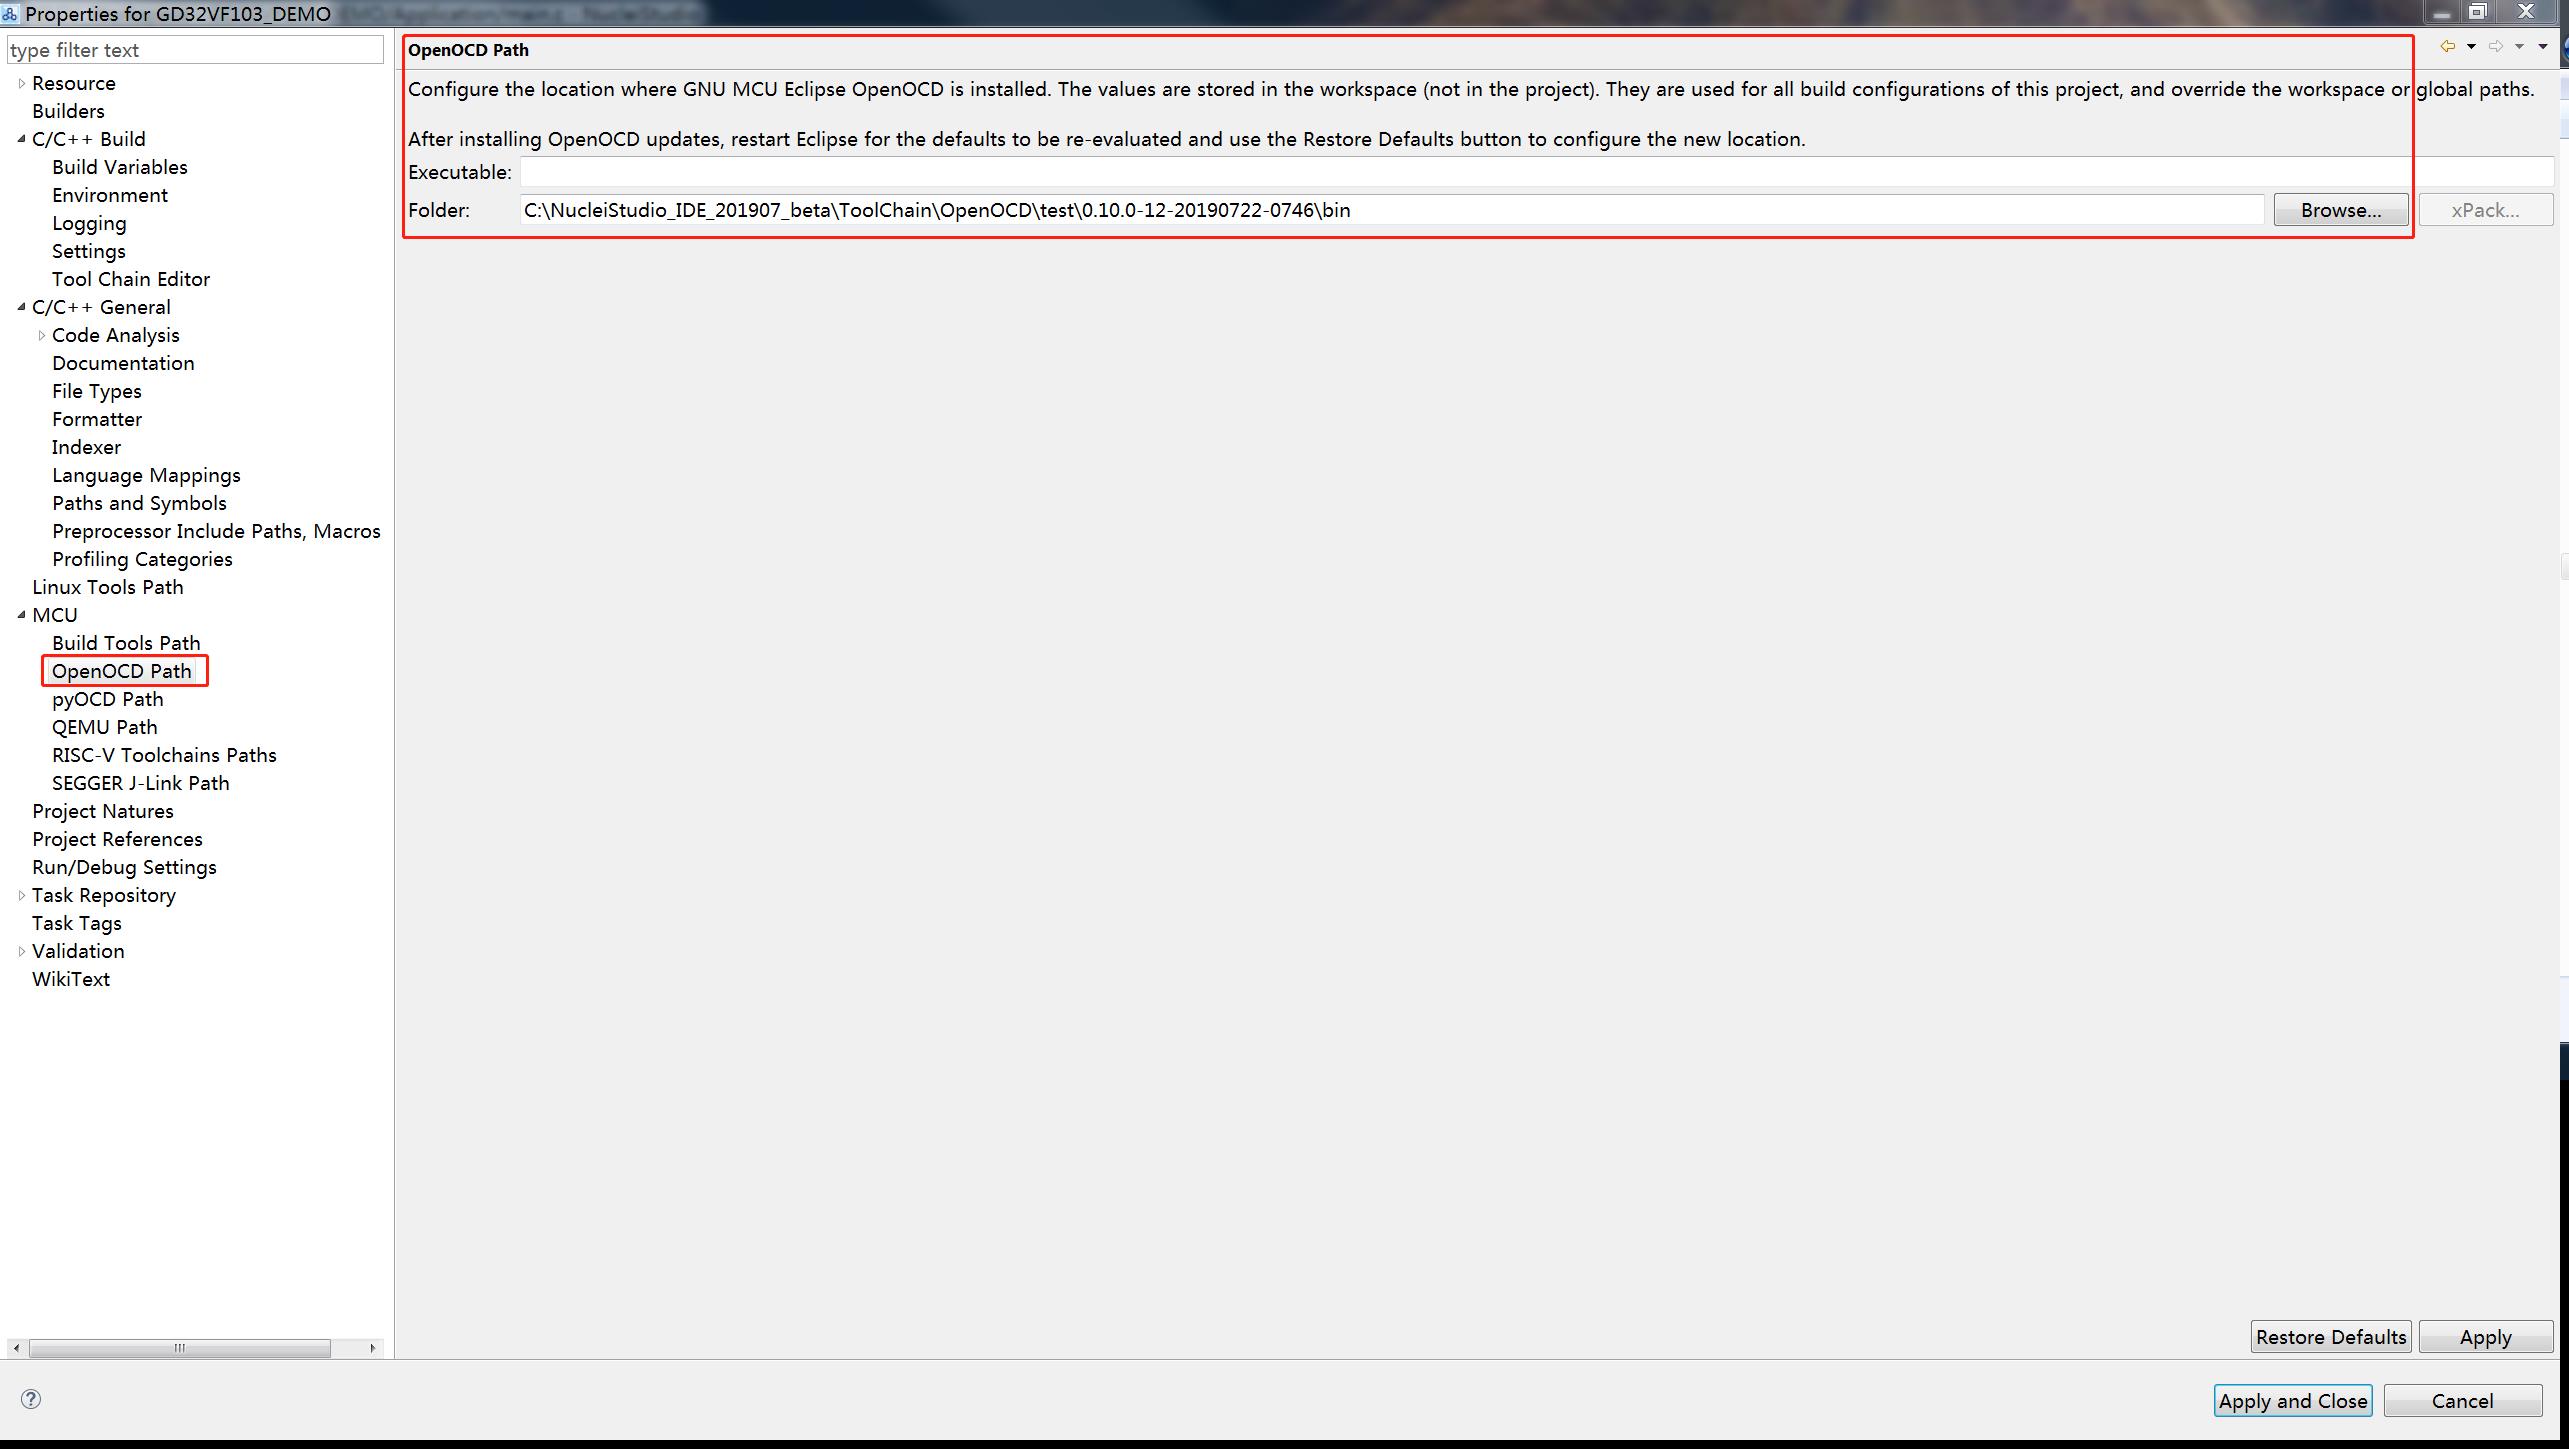 Properties for GD32VF103_DEMO
type filter text
Resource
Builders
C/C++ Build
Build Variables
Environment
Logging
Settings
Tool Chain Editor
C/C++ General
Code Analysis
Documentation
File Types
Formatter
Indexer
Language Mappings
Paths and Symbols
Preprocessor Include Paths, Macros
Profiling Categories
Linux Tools Path
MCU
Build Tools Path
OpenOCD Path
pyOCD Path
QEMU Path
RISC-V Toolchains Paths
SEGGER J-Link Path
Project Natures
Project References
Run/Debug Settings
Task Repository
Task Tags
Validation
WikiText
OpenOCD Path
Configure the location where GNU MCU Eclipse OpenOCD is installed. The values are stored in the workspace (not in the project). They are used for all build configurations of this project, and override the workspace or global paths.
After installing OpenOCD updates, restart Eclipse for the defaults to be re-evaluated and use the Restore Defaults button to configure the new location.
Executable:
Folder: C:\NucleiStudio_IDE_201907_beta\ToolChain\OpenOCD\test\0.10.0-12-20190722-0746\bin Browse... xPack...
Restore Defaults Apply
Apply and Close Cancel